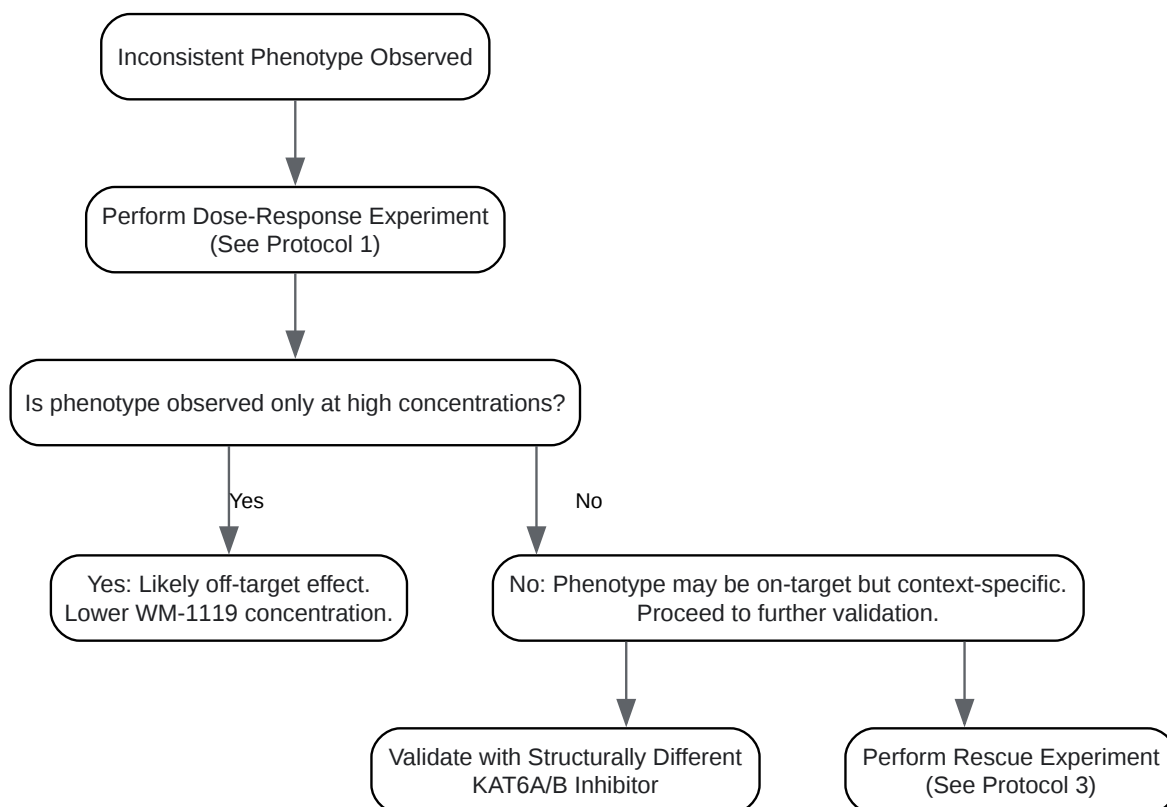 Inconsistent Phenotype Observed
Perform Dose-Response Experiment
(See Protocol 1)
Is phenotype observed only at high concentrations?
Yes
No
Yes: Likely off-target effect.
Lower WM-1119 concentration.
No: Phenotype may be on-target but context-specific.
Proceed to further validation.
Validate with Structurally Different
KAT6A/B Inhibitor
Perform Rescue Experiment
(See Protocol 3)